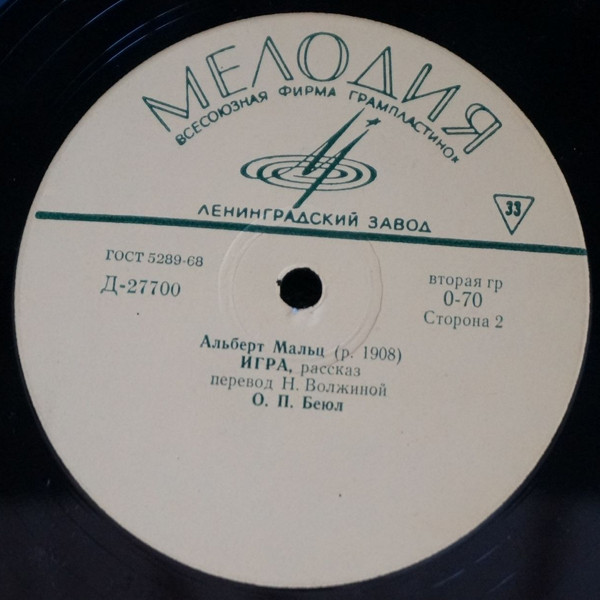 МЕЛОДИЯ
ВСЕСОЮЗНАЯ ФИРМА ГРАМПЛАСТИНОК
ЛЕНИНГРАДСКИЙ ЗАВОД
33
ГОСТ 5289-68
Д-27700
вторая гр
0-70
Сторона 2
Альберт Мальц (р. 1908)
ИГРА, рассказ
перевод Н. Волжиной
О. П. Беюл